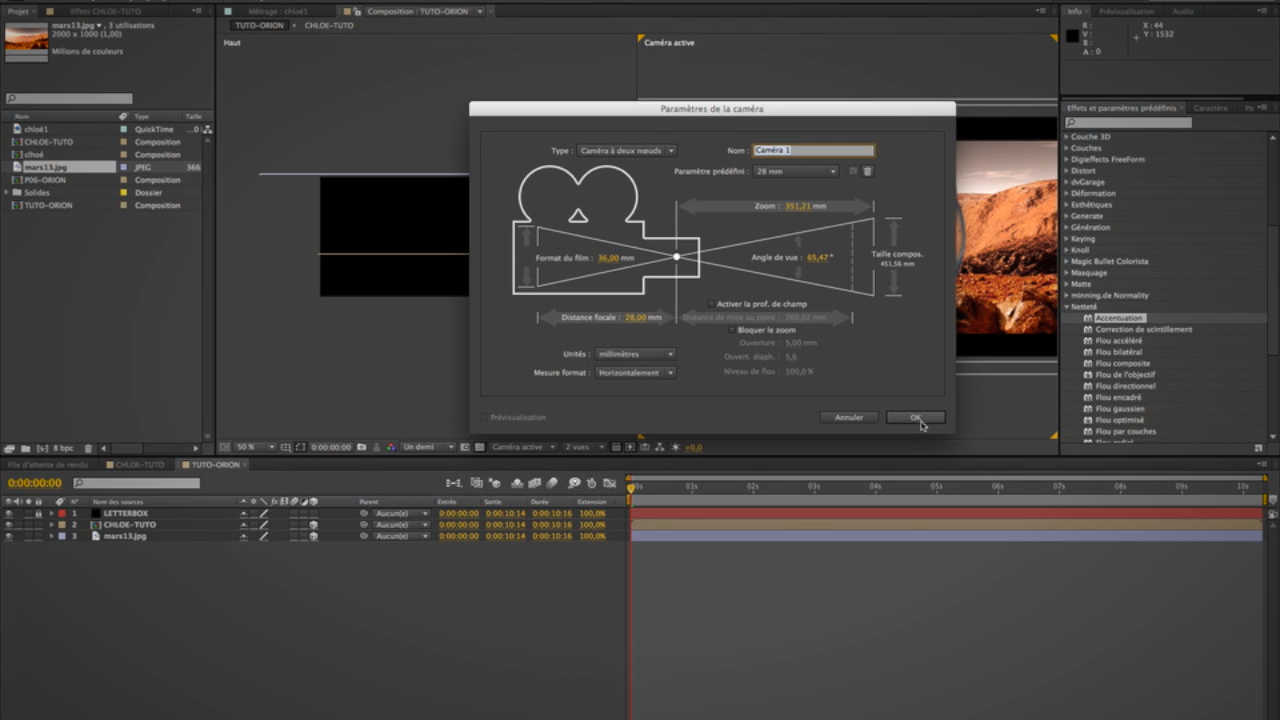 Projet
Effets CHLOE-TUTO
mars13.jpg ▾ , 3 utilisations
2000 x 1000 (1,00)
Millions de couleurs
Nom Type Taille
chloé1 QuickTime ...0
CHLOE-TUTO Composition
clhoé Composition
mars13.jpg JPEG 366
P06-ORION Composition
Solides Dossier
TUTO-ORION Composition
8 bpc
Métrage : chloé1
Composition : TUTO-ORION
TUTO-ORION CHLOE-TUTO
Haut
Caméra active
50 %
0:00:00:00
Un demi
Caméra active
2 vues
+0,0
Paramètres de la caméra
Type : Caméra à deux nœuds
Nom : Caméra 1
Paramètre prédéfini : 28 mm
Zoom : 351,21 mm
Format du film : 36,00 mm
Angle de vue : 65,47 °
Taille compos.
451,56 mm
Activer la prof. de champ
Distance focale : 28,00 mm
Distance de mise au point : 260,02 mm
Bloquer le zoom
Ouverture : 5,00 mm
Unités : millimètres
Ouvert. diaph. : 5,6
Mesure format : Horizontalement
Niveau de flou : 100,0 %
Prévisualisation
Annuler
OK
Info Prévisualisation Audio
R : X : 44
V : Y : 1532
B :
A : 0
Effets et paramètres prédéfinis Caractère Pa
Couche 3D
Couches
Digieffects FreeForm
Distort
dvGarage
Déformation
Esthétiques
Generate
Génération
Keying
Knoll
Magic Bullet Colorista
Masquage
Matte
minning.de Normality
Netteté
Accentuation
Correction de scintillement
Flou accéléré
Flou bilatéral
Flou composite
Flou de l'objectif
Flou directionnel
Flou encadré
Flou gaussien
Flou optimisé
Flou par couches
Flou radial
File d'attente de rendu CHLOE-TUTO TUTO-ORION
0:00:00:00
N° Nom des sources Parent Entrée Sortie Durée Extension
1 LETTERBOX Aucun(e) 0:00:00:00 0:00:10:14 0:00:10:16 100,0%
2 CHLOE-TUTO Aucun(e) 0:00:00:00 0:00:10:14 0:00:10:16 100,0%
3 mars13.jpg Aucun(e) 0:00:00:00 0:00:10:14 0:00:10:16 100,0%
00s 01s 02s 03s 04s 05s 06s 07s 08s 09s 10s